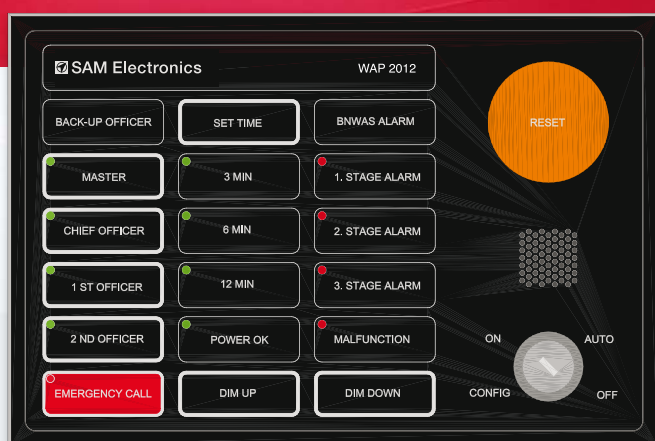 SAM Electronics WAP 2012
BACK-UP OFFICER SET TIME BNWAS ALARM
RESET
MASTER 3 MIN 1. STAGE ALARM
CHIEF OFFICER 6 MIN 2. STAGE ALARM
1 ST OFFICER 12 MIN 3. STAGE ALARM
2 ND OFFICER POWER OK MALFUNCTION
ON AUTO
EMERGENCY CALL DIM UP DIM DOWN
CONFIG OFF